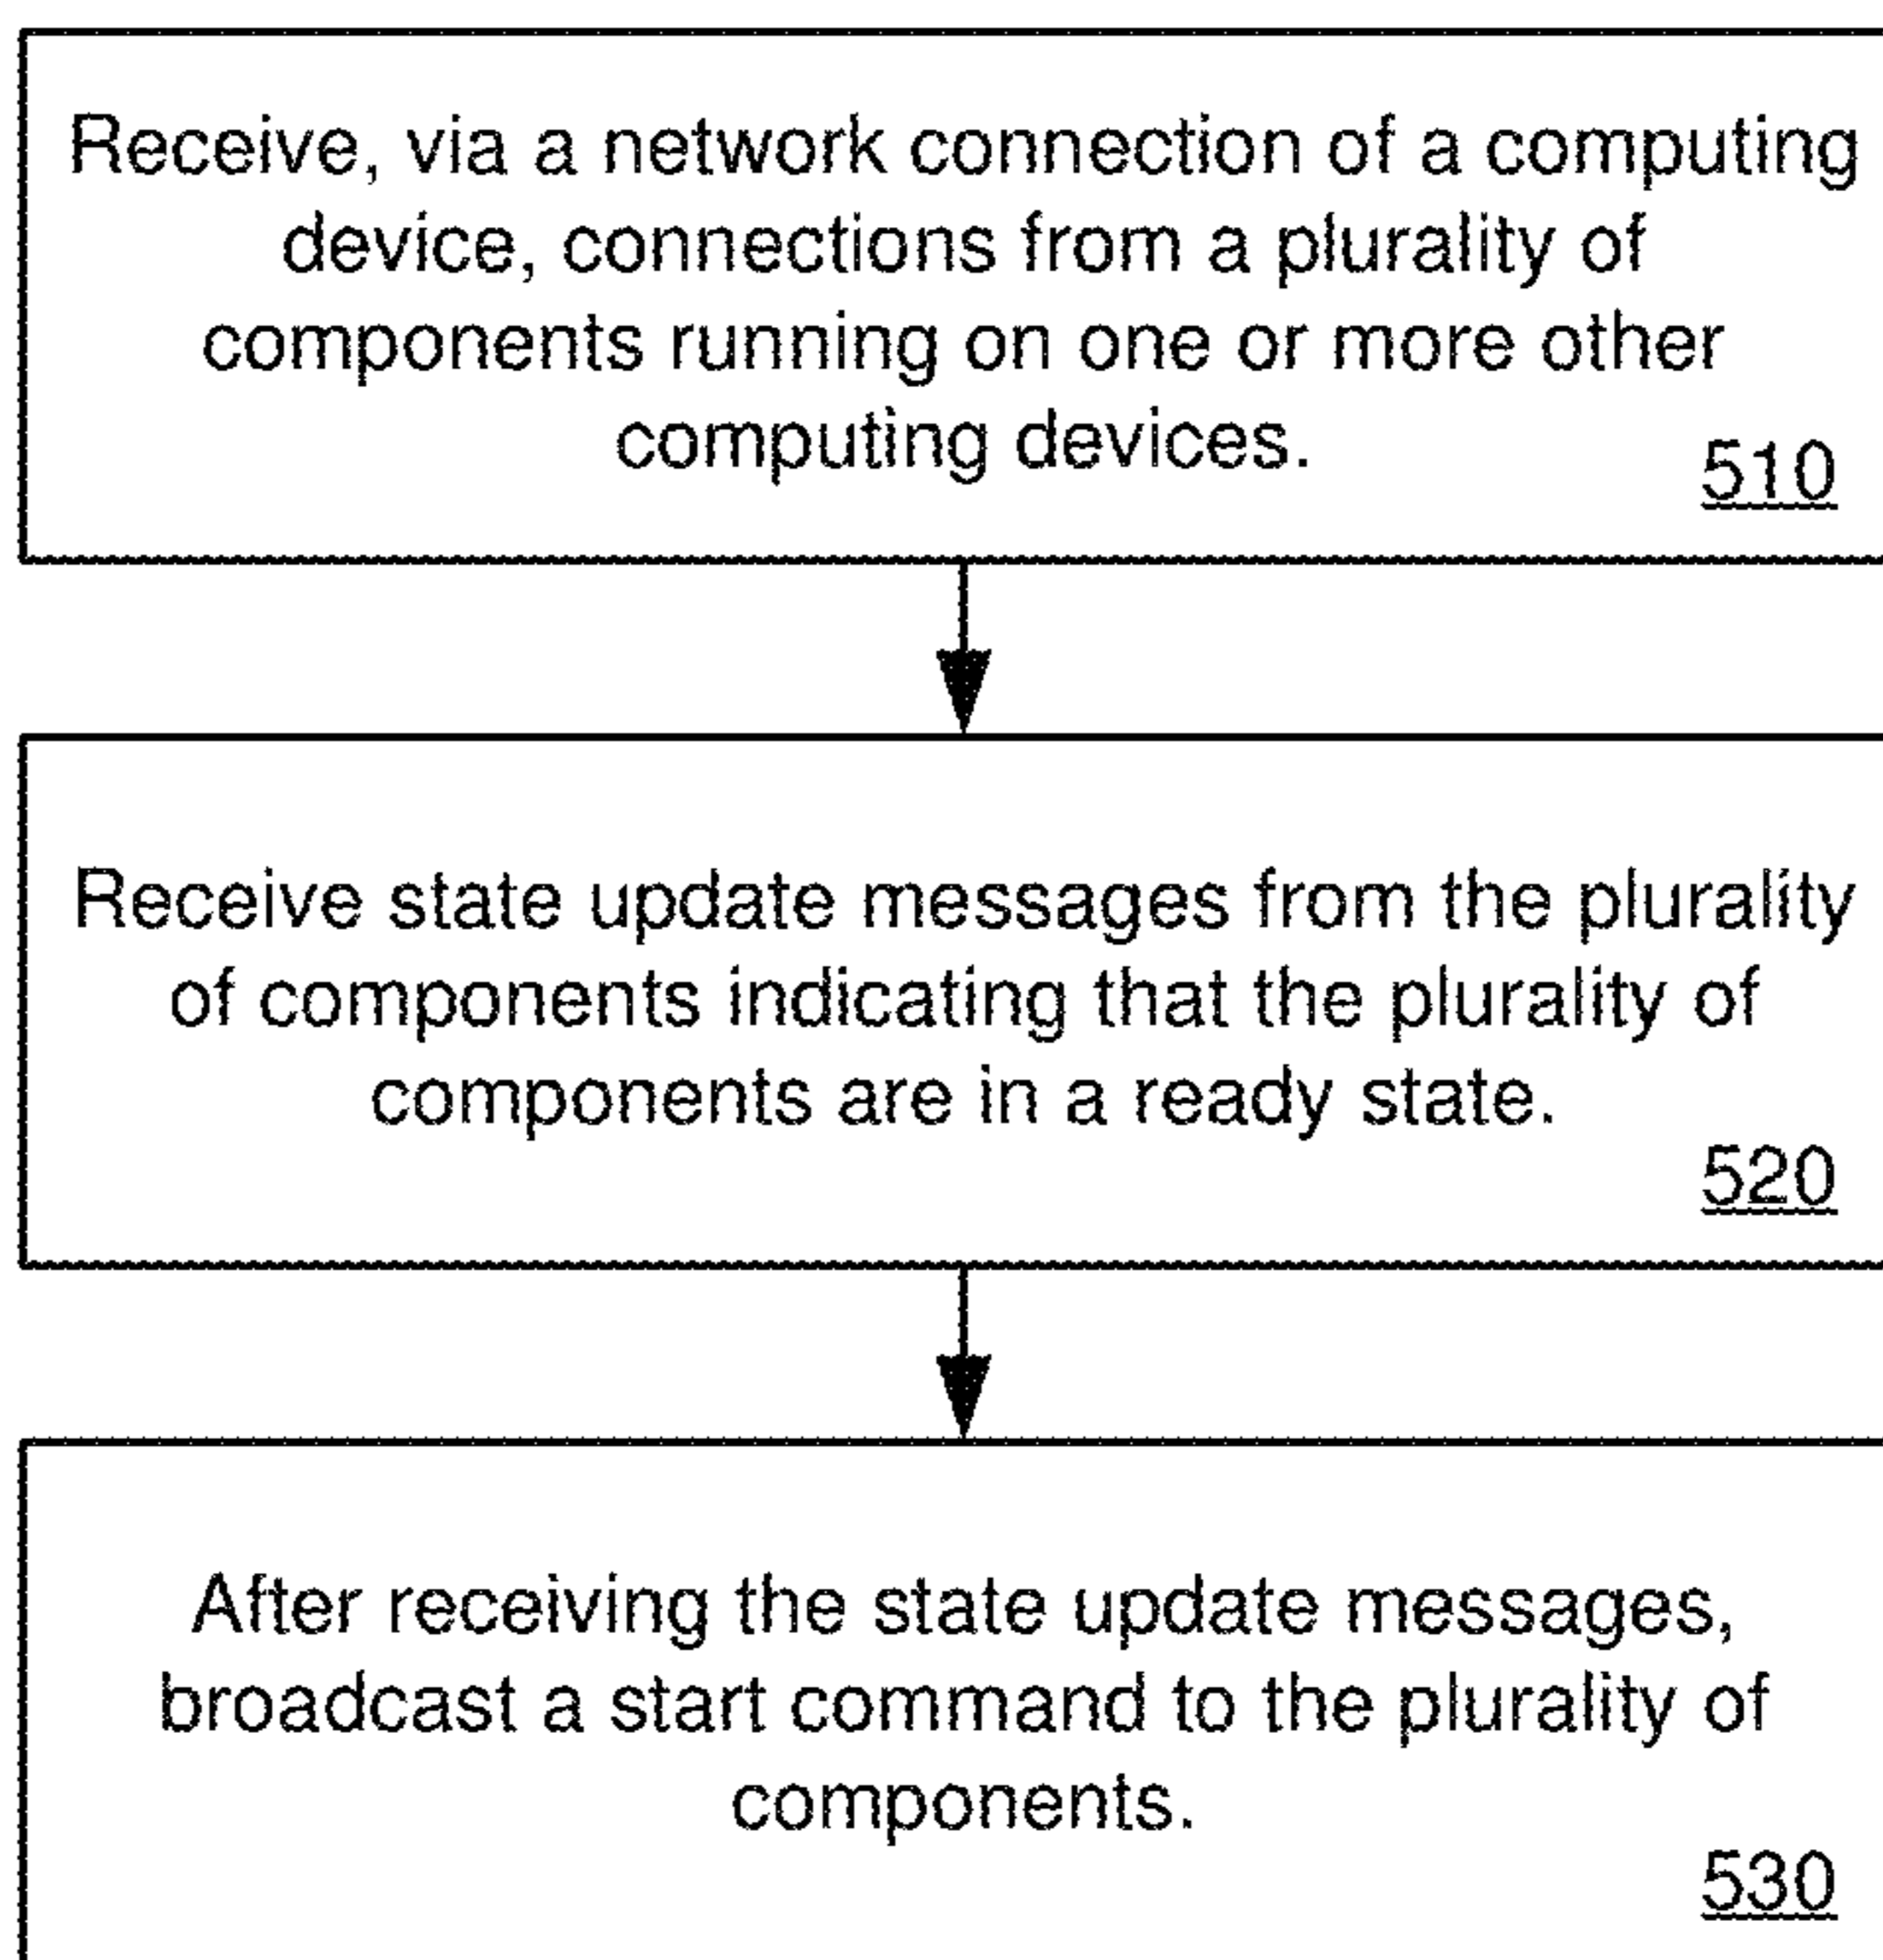 Receive, via a network connection of a computing
device, connections from a plurality of
components running on one or more other
computing devices.
510
Receive state update messages from the plurality
of components indicating that the plurality of
components are in a ready state.
520
After receiving the state update messages,
broadcast a start command to the plurality of
components.
530